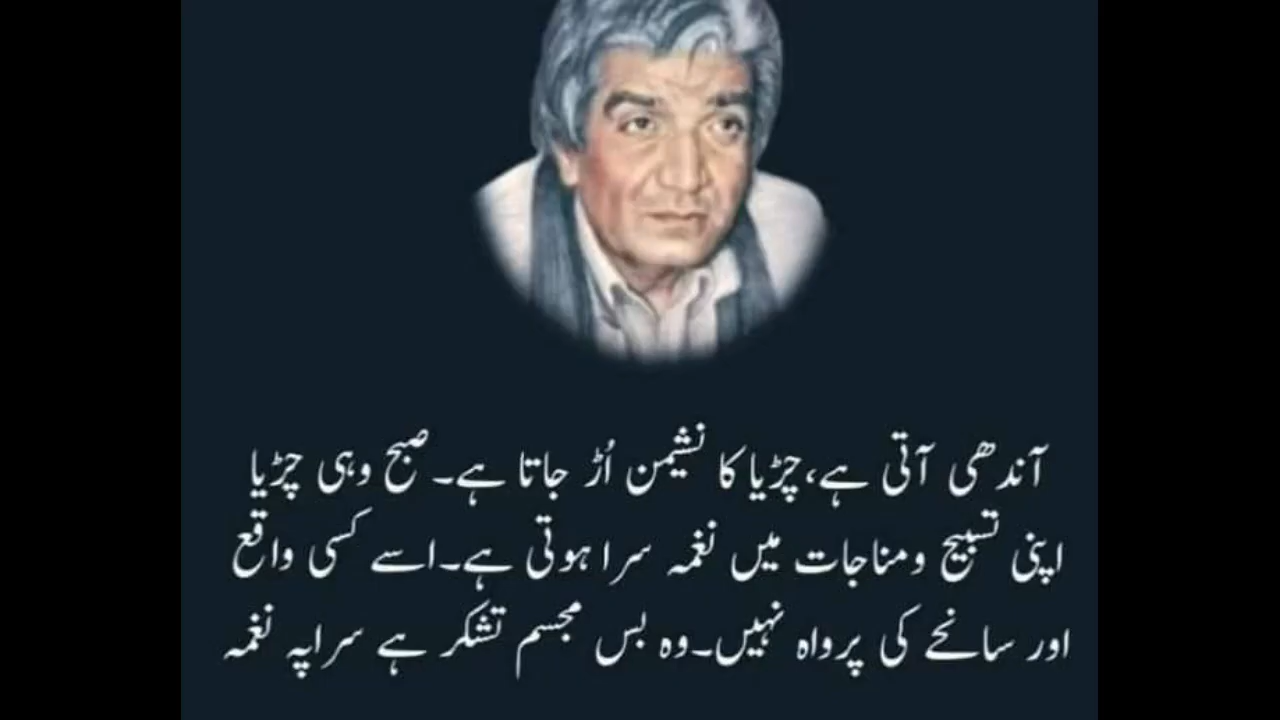 آندھی آتی ہے،چڑیا کا نشیمن اُڑ جاتا ہے۔ صبح وہی چڑیا
اپنی تسبیح ومناجات میں نغمہ سرا ہوتی ہے۔اسے کسی واقع
اور سانحے کی پرواہ نہیں۔وہ بس مجسم تشکر ہے سراپہ نغمہ